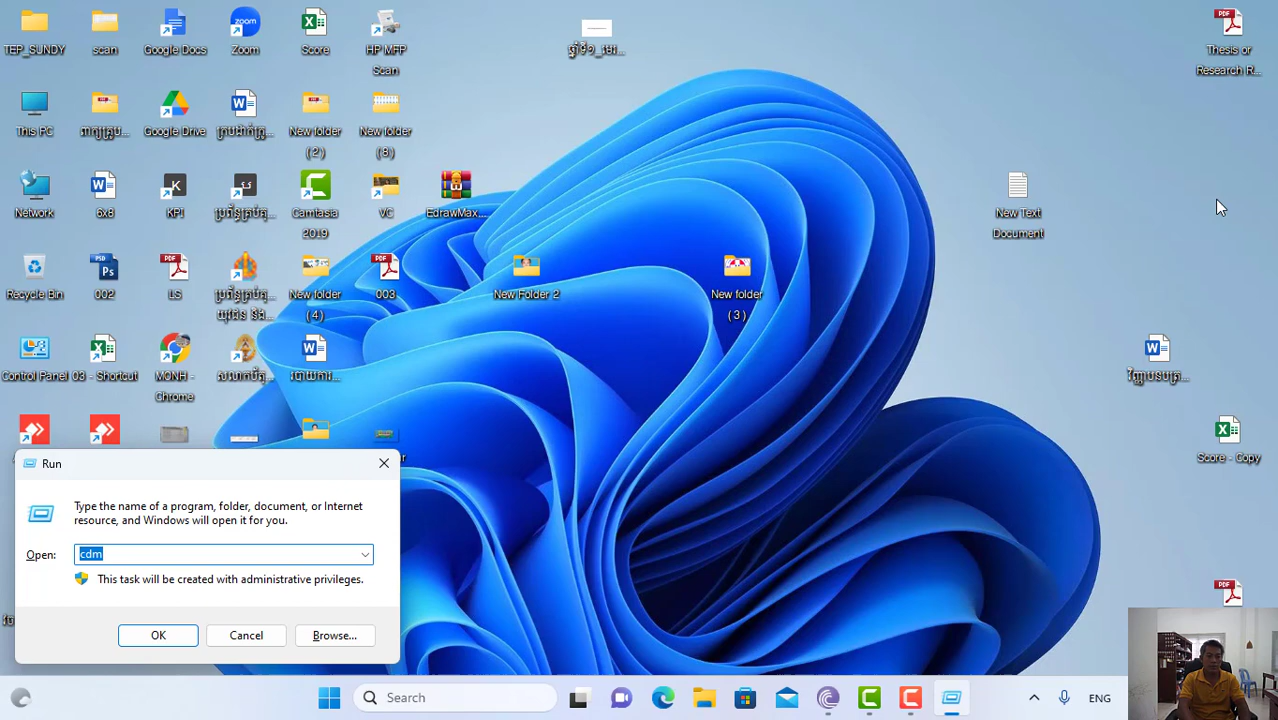 TEP_SUNDY
scan
Google Docs
Zoom
Score
HP MFP
Scan
Thesis or
Research R...
This PC
Google Drive
New folder
(2)
New folder
(8)
Network
6x8
KPI
Camtasia
2019
VC
EdrawMax...
New Text
Document
Recycle Bin
002
LS
New folder
(4)
003
New Folder 2
New folder
(3)
Control Panel
03 - Shortcut
MONH -
Chrome
Score - Copy
Run
Type the name of a program, folder, document, or Internet
resource, and Windows will open it for you.
Open:
cdm
This task will be created with administrative privileges.
OK
Cancel
Browse...
Search
ENG